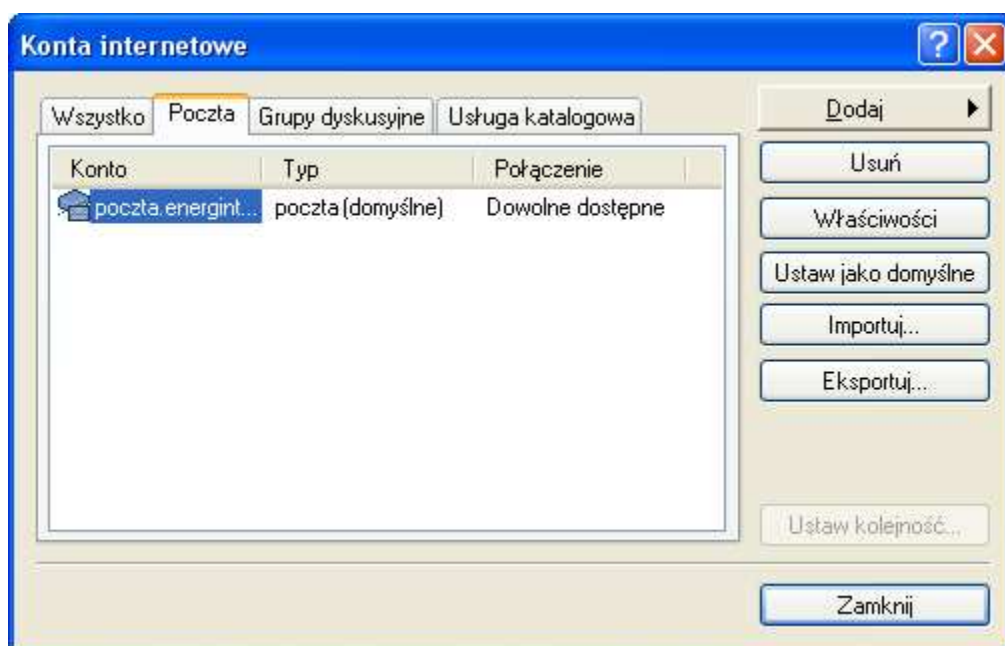 Konta internetowe
Wszystko Poczta Grupy dyskusyjne Usługa katalogowa
Konto Typ Połączenie
poczta.energint... poczta (domyślne) Dowolne dostępne
Dodaj
Usuń
Właściwości
Ustaw jako domyślne
Importuj...
Eksportuj...
Ustaw kolejność...
Zamknij